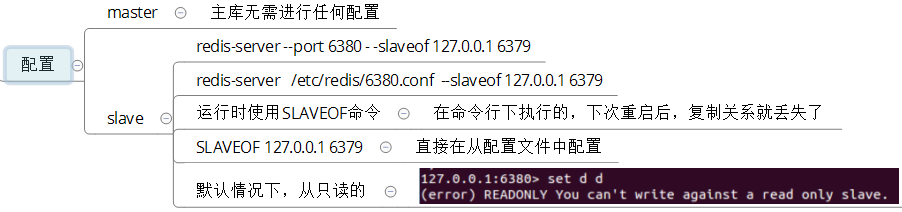 配置
master
主库无需进行任何配置
slave
redis-server --port 6380 - -slaveof 127.0.0.1 6379
redis-server /etc/redis/6380.conf --slaveof 127.0.0.1 6379
运行时使用SLAVEOF命令
在命令行下执行的，下次重启后，复制关系就丢失了
SLAVEOF 127.0.0.1 6379
直接在从配置文件中配置
默认情况下，从只读的
127.0.0.1:6380> set d d
(error) READONLY You can't write against a read only slave.